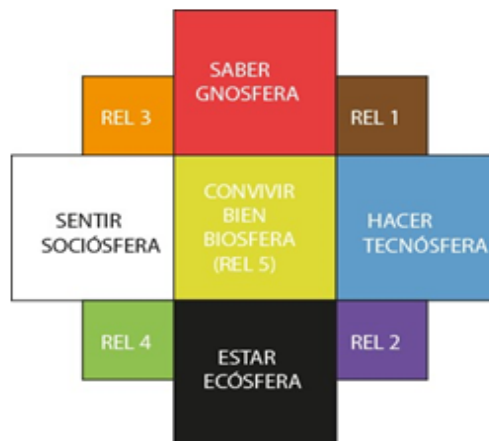 SABER
GNOSFERA
REL 3
REL 1
SENTIR
SOCIÓSFERA
CONVIVIR
BIEN
BIOSFERA
(REL 5)
HACER
TECNÓSFERA
REL 4
REL 2
ESTAR
ECÓSFERA